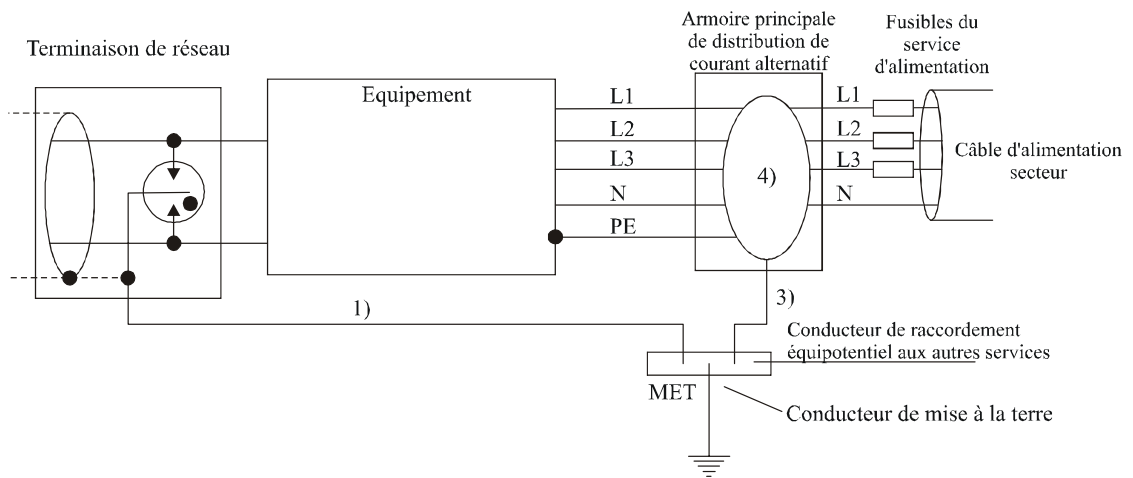 Terminaison de réseau
Equipement
Armoire principale
de distribution de
courant alternatif
Fusibles du
service
d'alimentation
L1
L2
L3
N
PE
4)
L1
L2
L3
N
Câble d'alimentation
secteur
1)
3)
Conducteur de raccordement
équipotentiel aux autres services
MET
Conducteur de mise à la terre